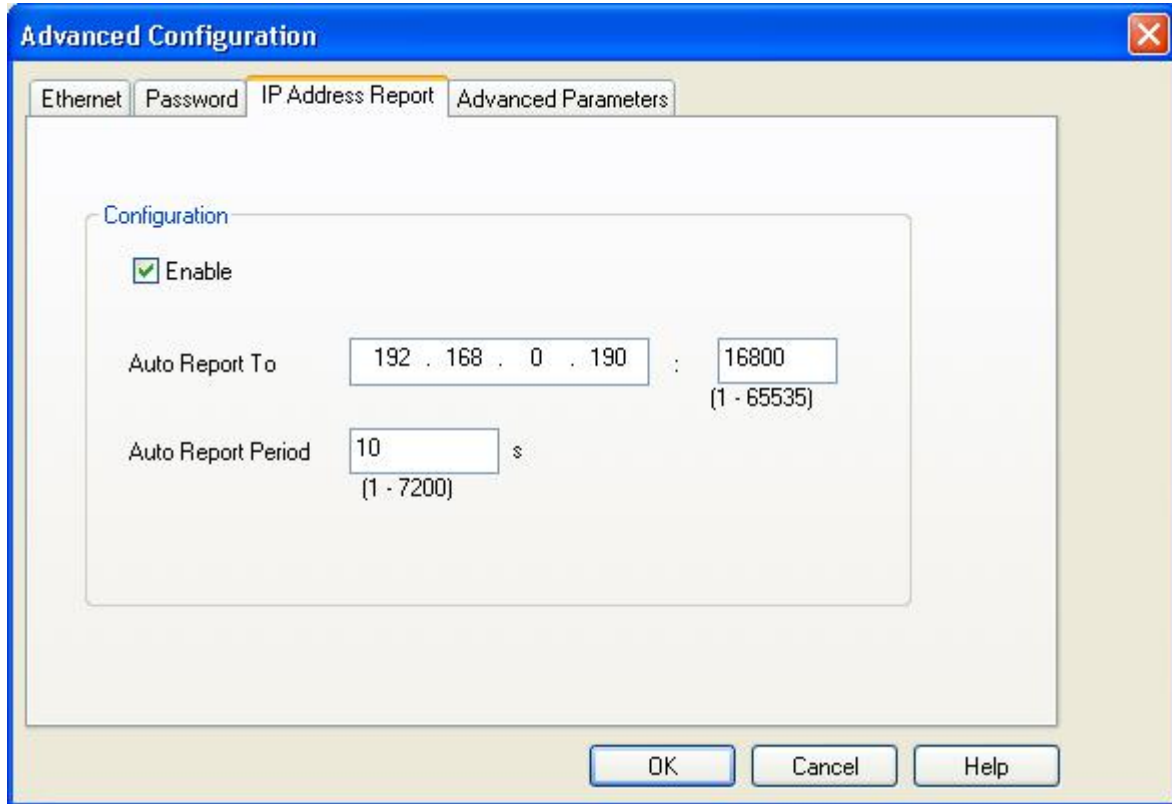 Advanced Configuration
Ethernet Password IP Address Report Advanced Parameters
Configuration
Enable
Auto Report To 192 . 168 . 0 . 190 : 16800
(1 - 65535)
Auto Report Period 10 s
(1 - 7200)
OK Cancel Help